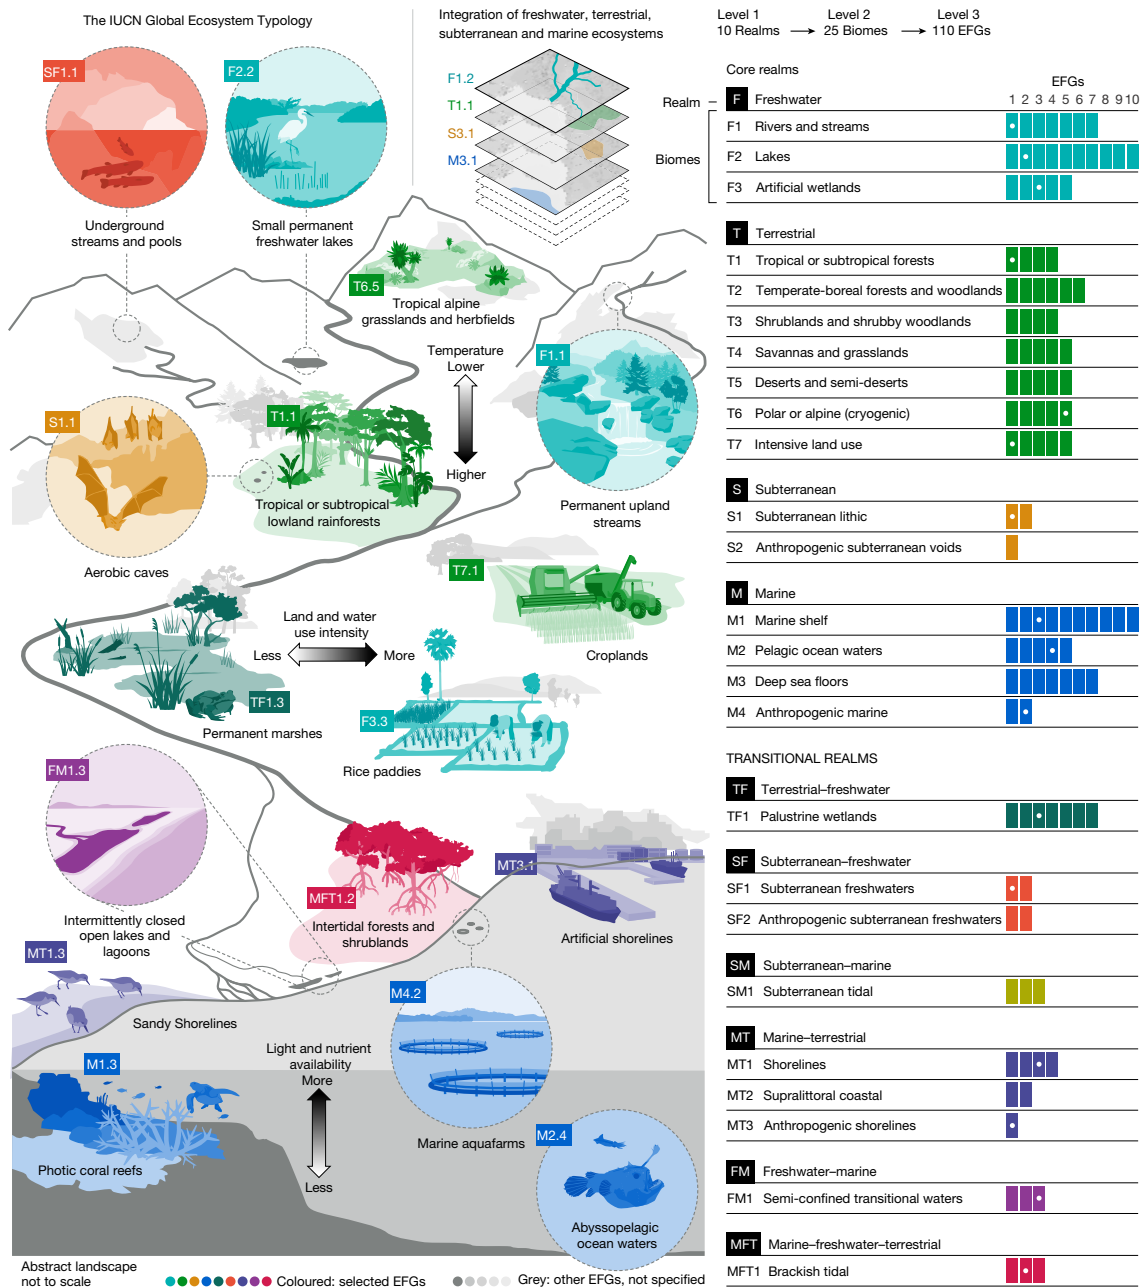 The IUCN Global Ecosystem Typology
SF1.1
Underground
streams and pools
F2.2
Small permanent
freshwater lakes
Integration of freshwater, terrestrial,
subterranean and marine ecosystems
F1.2
T1.1
S3.1
M3.1
T6.5
Tropical alpine
grasslands and herbfields
Temperature
Lower
Higher
F1.1
Permanent upland
streams
T1.1
Tropical or subtropical
lowland rainforests
S1.1
Aerobic caves
T7.1
Croplands
Land and water
use intensity
Less
More
TF1.3
Permanent marshes
F3.3
Rice paddies
FM1.3
Intermittently closed
open lakes and
lagoons
MFT1.2
Intertidal forests and
shrublands
MT3.1
Artificial shorelines
MT1.3
Sandy Shorelines
M4.2
Marine aquafarms
Light and nutrient
availability
More
Less
M1.3
Photic coral reefs
M2.4
Abyssopelagic
ocean waters
Abstract landscape
not to scale
Coloured: selected EFGs
Grey: other EFGs, not specified
Level 1 Level 2 Level 3
10 Realms 25 Biomes 110 EFGs
Core realms
EFGs
Realm
F Freshwater 1 2 3 4 5 6 7 8 9 10
Biomes
F1 Rivers and streams
F2 Lakes
F3 Artificial wetlands
T Terrestrial
T1 Tropical or subtropical forests
T2 Temperate-boreal forests and woodlands
T3 Shrublands and shrubby woodlands
T4 Savannas and grasslands
T5 Deserts and semi-deserts
T6 Polar or alpine (cryogenic)
T7 Intensive land use
S Subterranean
S1 Subterranean lithic
S2 Anthropogenic subterranean voids
M Marine
M1 Marine shelf
M2 Pelagic ocean waters
M3 Deep sea floors
M4 Anthropogenic marine
TRANSITIONAL REALMS
TF Terrestrial–freshwater
TF1 Palustrine wetlands
SF Subterranean–freshwater
SF1 Subterranean freshwaters
SF2 Anthropogenic subterranean freshwaters
SM Subterranean–marine
SM1 Subterranean tidal
MT Marine–terrestrial
MT1 Shorelines
MT2 Supralittoral coastal
MT3 Anthropogenic shorelines
FM Freshwater–marine
FM1 Semi-confined transitional waters
MFT Marine–freshwater–terrestrial
MFT1 Brackish tidal